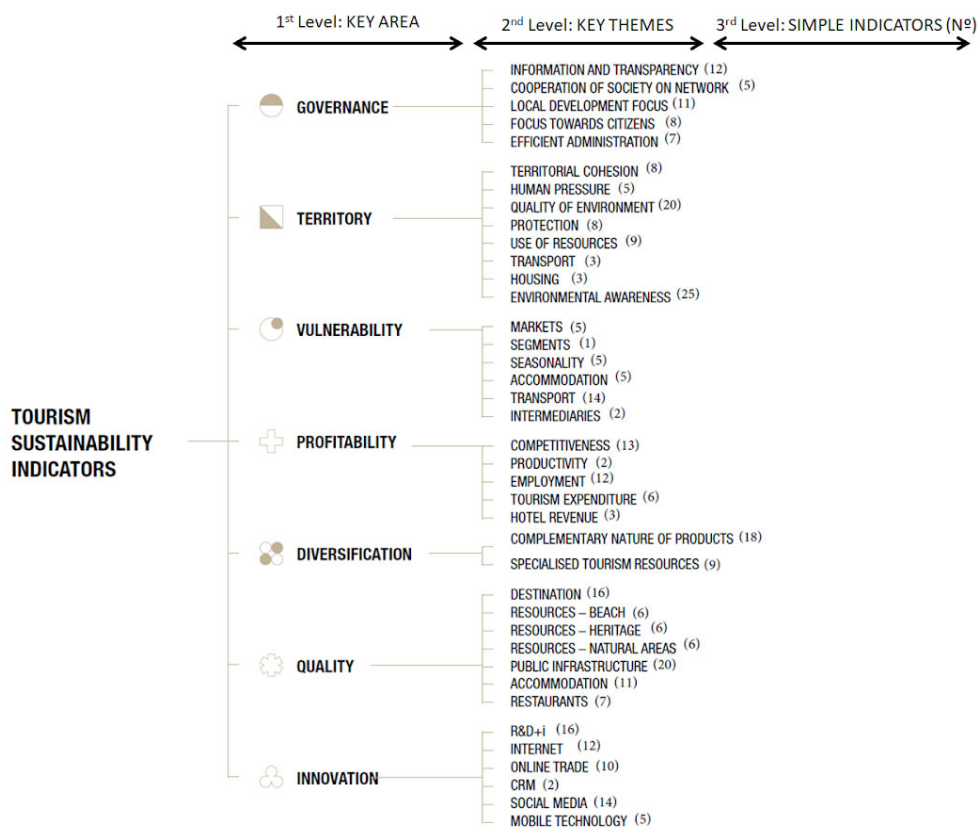 1st Level: KEY AREA
2nd Level: KEY THEMES
3rd Level: SIMPLE INDICATORS (Nº)
TOURISM
SUSTAINABILITY
INDICATORS
GOVERNANCE
INFORMATION AND TRANSPARENCY (12)
COOPERATION OF SOCIETY ON NETWORK (5)
LOCAL DEVELOPMENT FOCUS (11)
FOCUS TOWARDS CITIZENS (8)
EFFICIENT ADMINISTRATION (7)
TERRITORY
TERRITORIAL COHESION (8)
HUMAN PRESSURE (5)
QUALITY OF ENVIRONMENT (20)
PROTECTION (8)
USE OF RESOURCES (9)
TRANSPORT (3)
HOUSING (3)
ENVIRONMENTAL AWARENESS (25)
VULNERABILITY
MARKETS (5)
SEGMENTS (1)
SEASONALITY (5)
ACCOMMODATION (5)
TRANSPORT (14)
INTERMEDIARIES (2)
PROFITABILITY
COMPETITIVENESS (13)
PRODUCTIVITY (2)
EMPLOYMENT (12)
TOURISM EXPENDITURE (6)
HOTEL REVENUE (3)
DIVERSIFICATION
COMPLEMENTARY NATURE OF PRODUCTS (18)
SPECIALISED TOURISM RESOURCES (9)
QUALITY
DESTINATION (16)
RESOURCES – BEACH (6)
RESOURCES – HERITAGE (6)
RESOURCES – NATURAL AREAS (6)
PUBLIC INFRASTRUCTURE (20)
ACCOMMODATION (11)
RESTAURANTS (7)
INNOVATION
R&D+i (16)
INTERNET (12)
ONLINE TRADE (10)
CRM (2)
SOCIAL MEDIA (14)
MOBILE TECHNOLOGY (5)